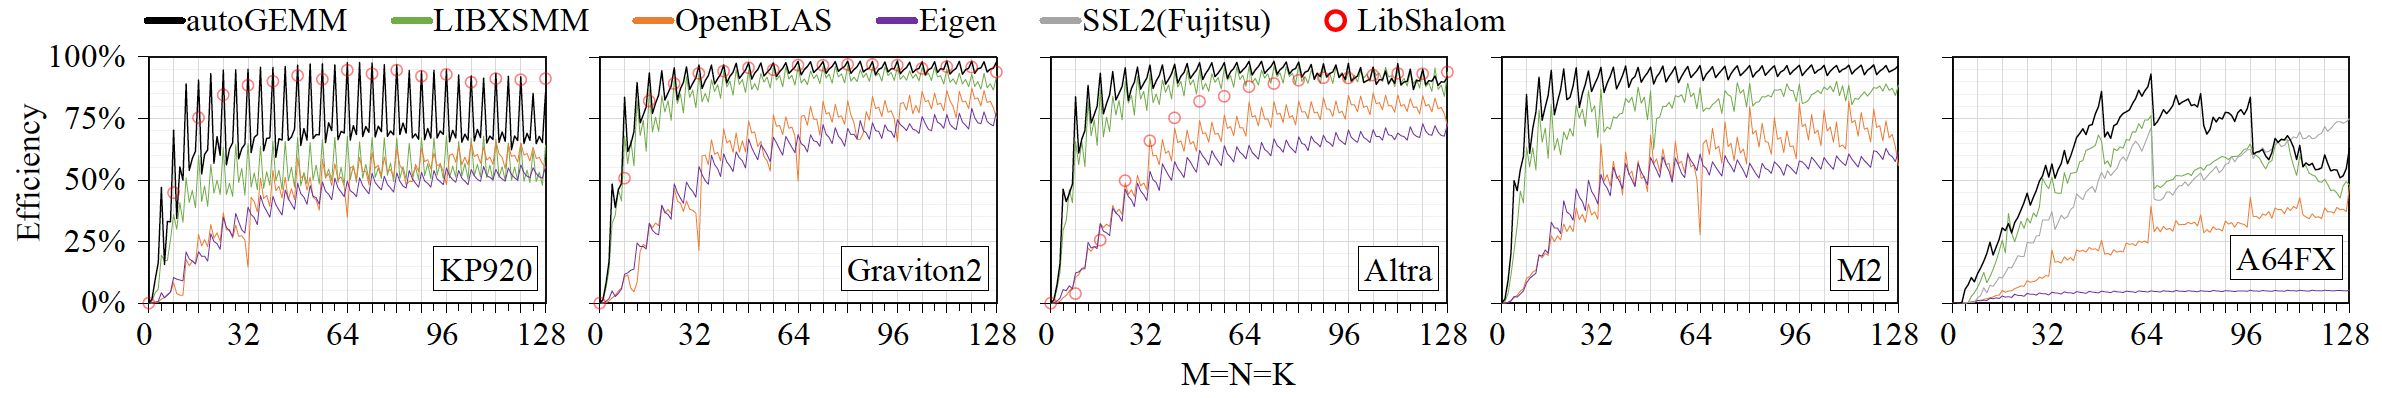 autoGEMM LIBXSMM OpenBLAS Eigen SSL2(Fujitsu) LibShalom
Efficiency
100%
75%
50%
25%
0%
KP920 Graviton2 Altra M2 A64FX
0 32 64 96 128 0 32 64 96 128 0 32 64 96 128 0 32 64 96 128 0 32 64 96 128
M=N=K